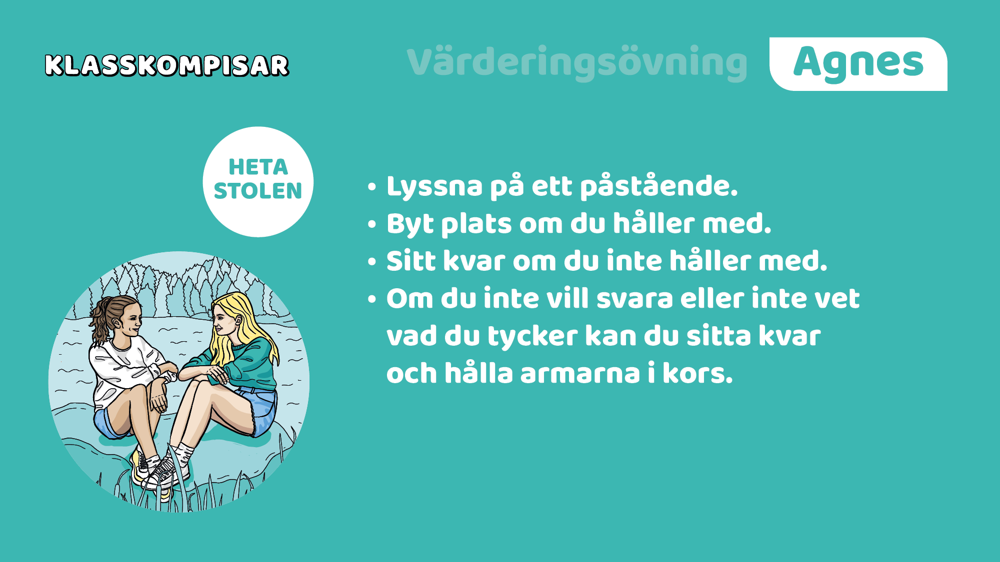 KLASSKOMPISAR
Värderingsövning
Agnes
HETA
STOLEN
• Lyssna på ett påstående.
• Byt plats om du håller med.
• Sitt kvar om du inte håller med.
• Om du inte vill svara eller inte vet
vad du tycker kan du sitta kvar
och hålla armarna i kors.